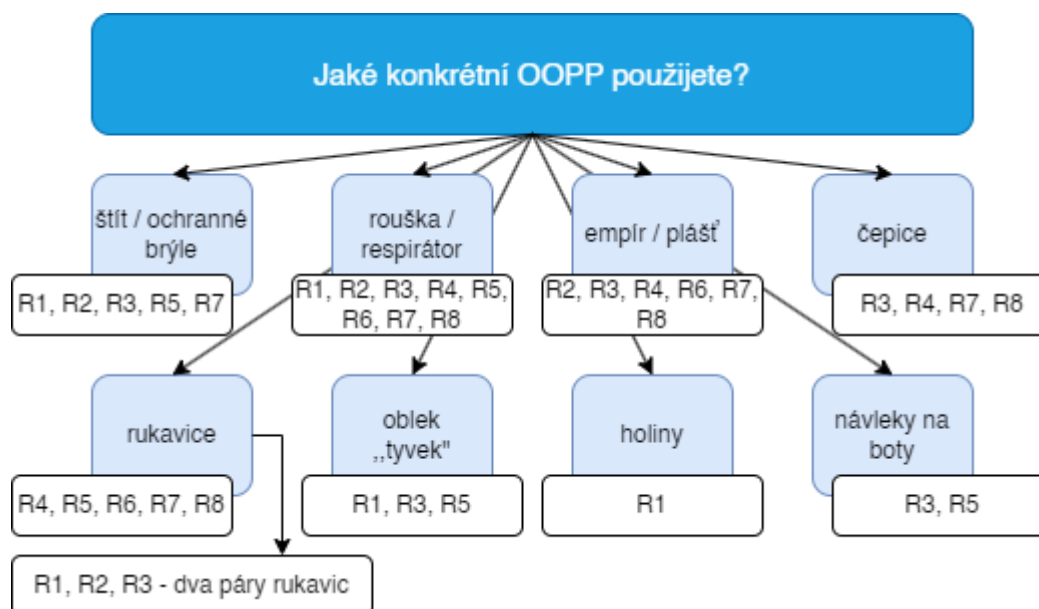 Jaké konkrétní OOPP použijete?
štít / ochranné
brýle
R1, R2, R3, R5, R7
rouška /
respirátor
R1, R2, R3, R4, R5,
R6, R7, R8
empír / plášť
R2, R3, R4, R6, R7,
R8
čepice
R3, R4, R7, R8
rukavice
R4, R5, R6, R7, R8
R1, R2, R3 - dva páry rukavic
oblek
,,tyvek"
R1, R3, R5
holiny
R1
návleky na
boty
R3, R5